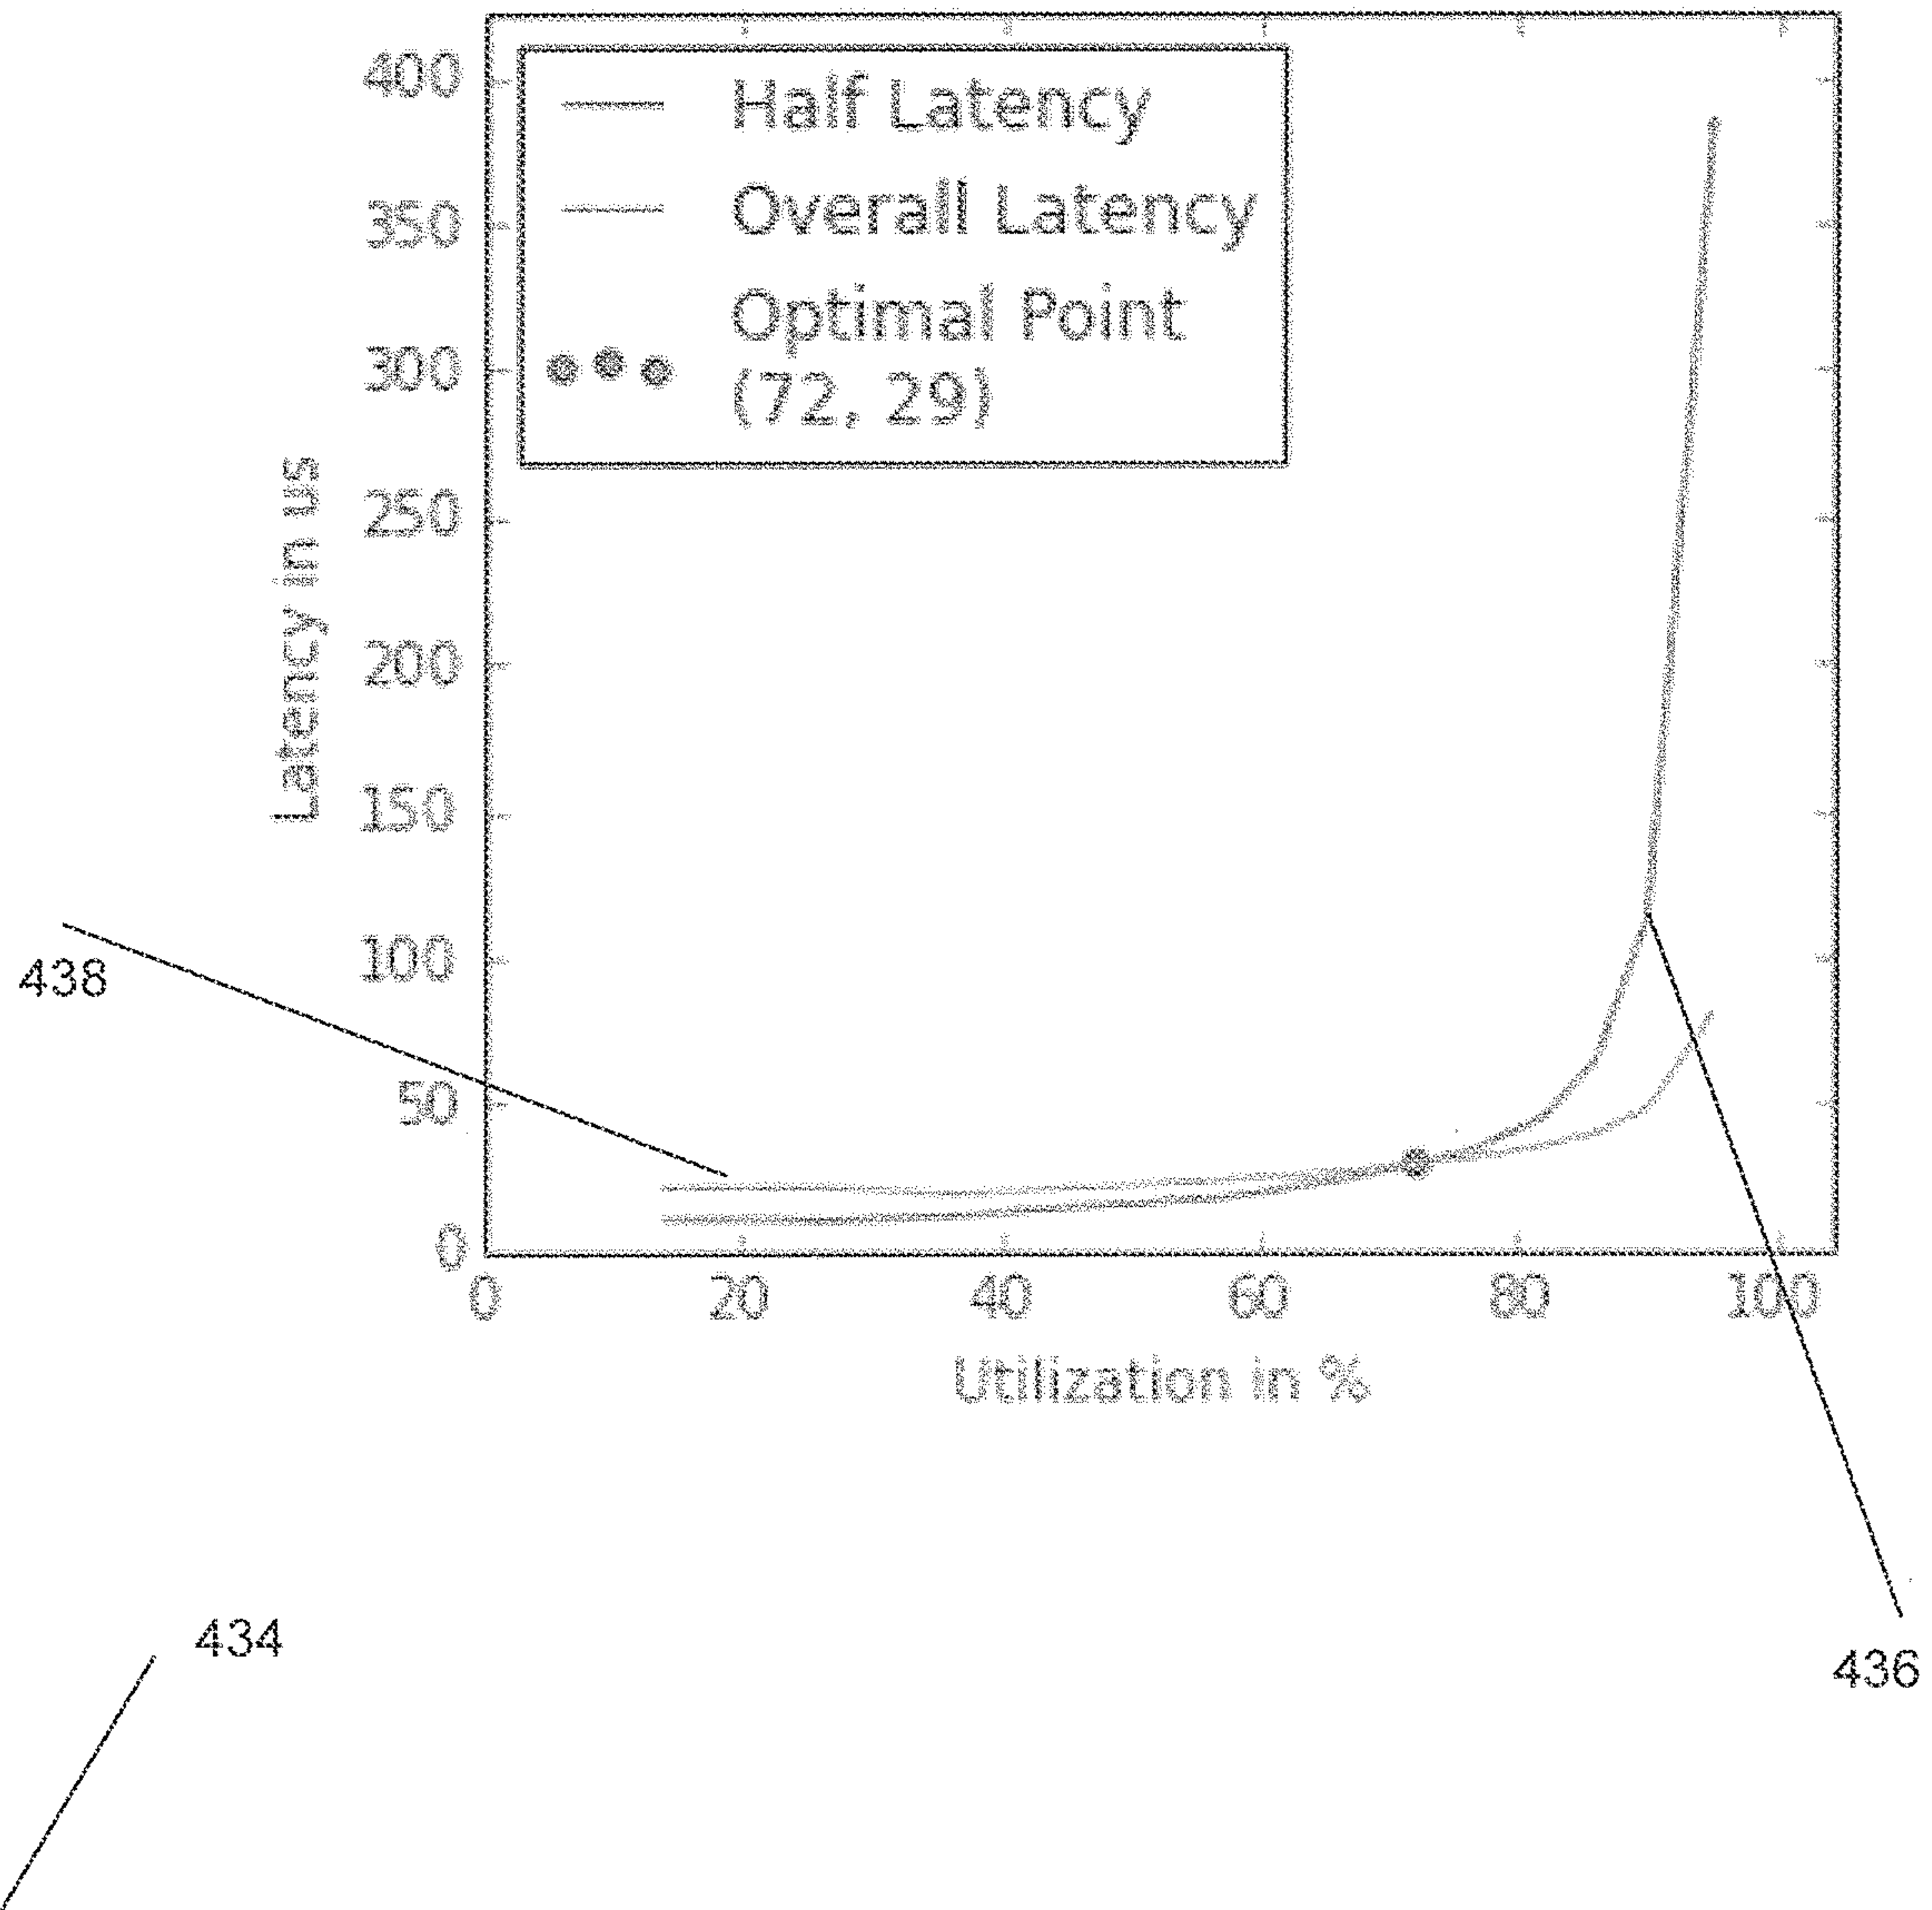 400
350
300
250
200
150
100
50
0
Latency in us
Half Latency
Overall Latency
Optimal Point
(72, 29)
0 20 40 60 80 100
Utilization in %
438
434
436